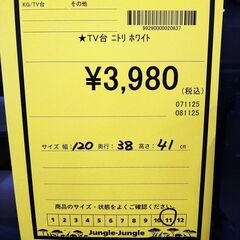 KG/TV台 その他
99290000020837
★TV台 ニトリ ホワイト
¥3,980
(税込)
071125
081125
サイズ 幅: 120 奥行: 38 高さ: 41 CM
商品のサイズ・状態をよくご確認ください。
1 2 3 4 5 6 7 8 9 10 11 12
Jungle-Jungle